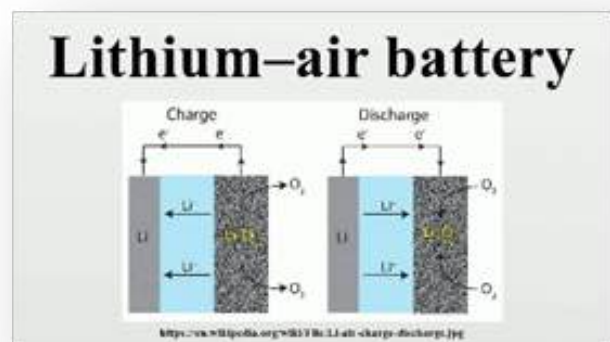 Lithium–air battery
Charge
e⁻ e⁻
Li
Li⁺
Li⁺
O₂
O₂
Discharge
e⁻ e⁻
Li
Li⁺
Li⁺
O₂
O₂